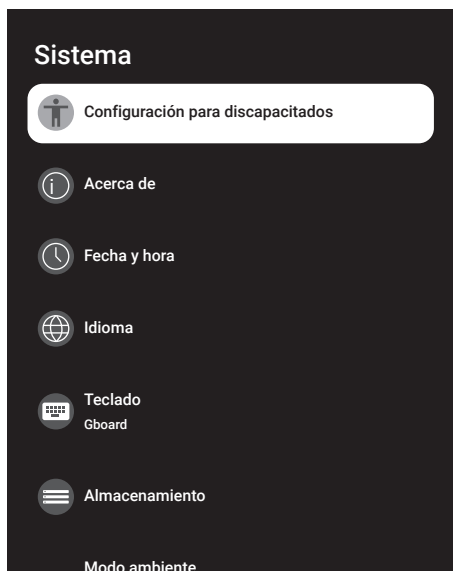 Sistema
Configuración para discapacitados
Acerca de
Fecha y hora
Idioma
Teclado
Gboard
Almacenamiento
Modo ambiente